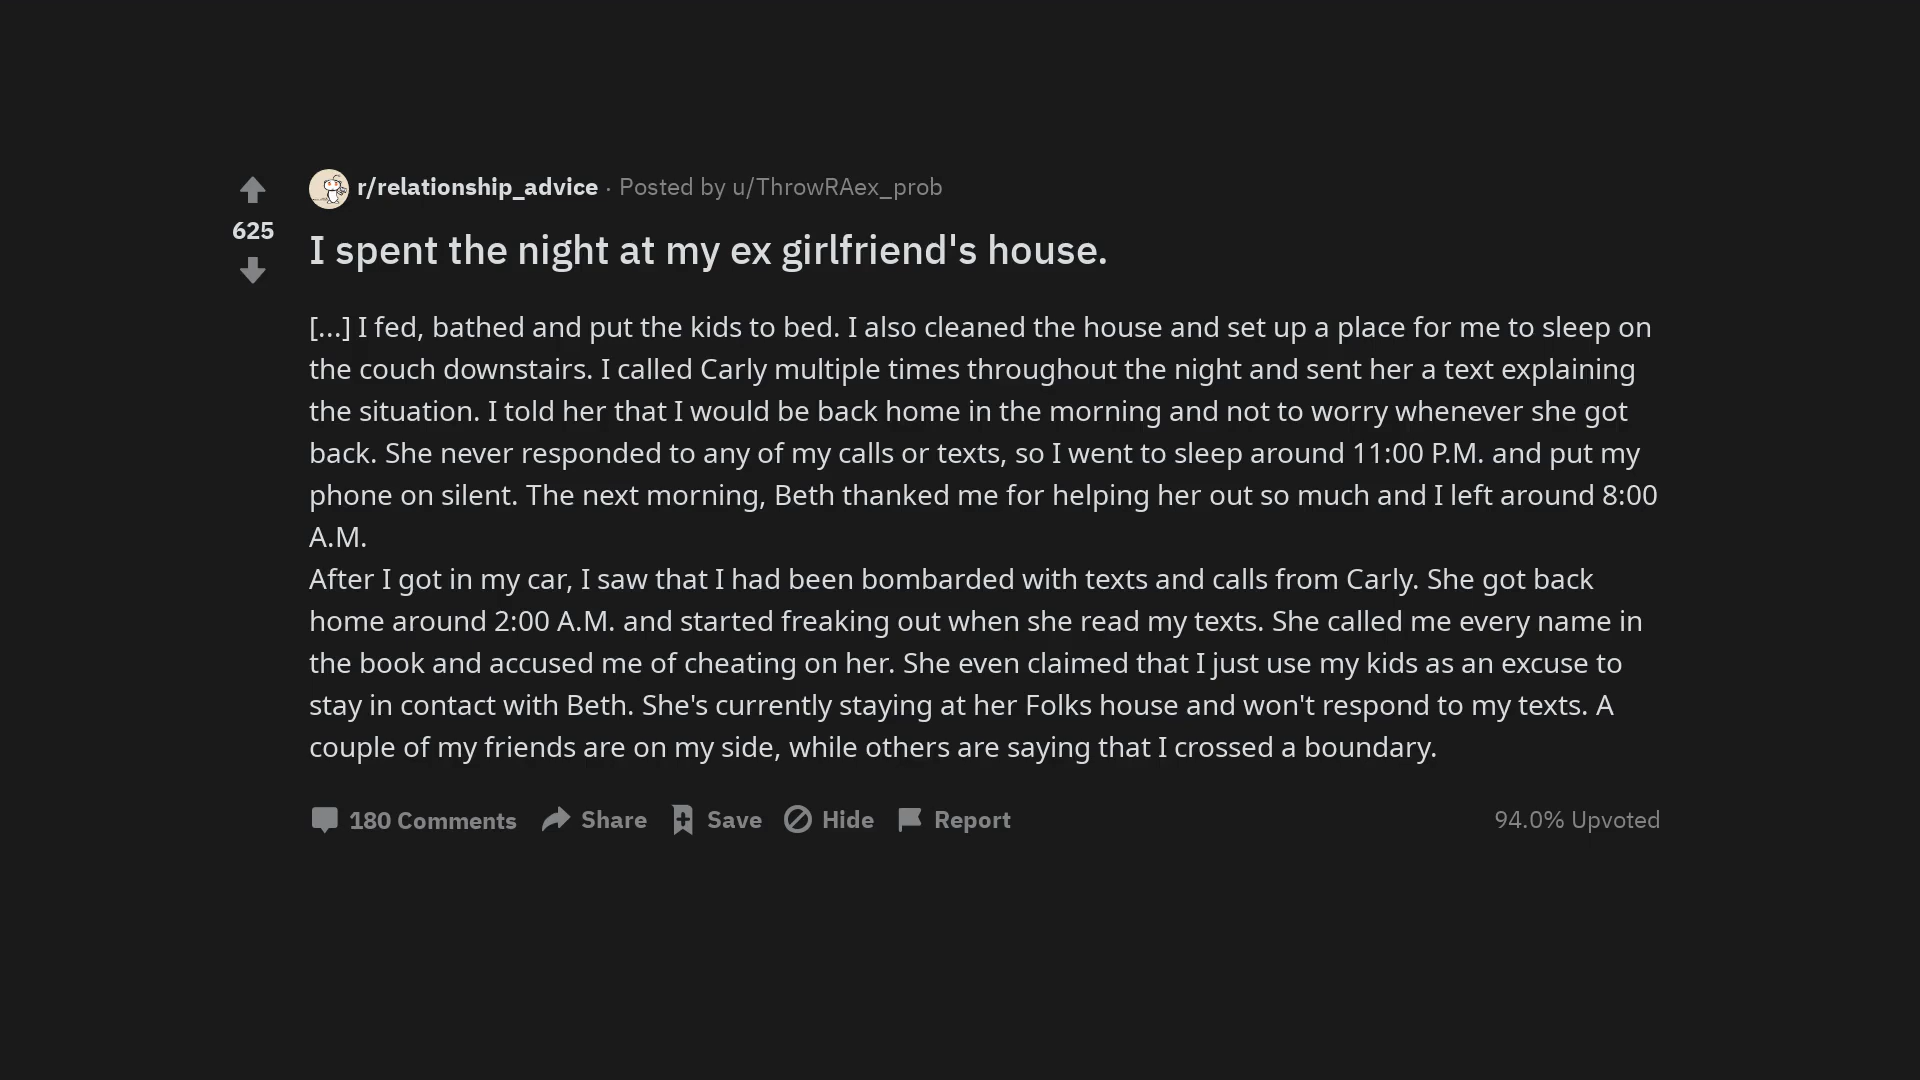 r/relationship_advice · Posted by u/ThrowRAex_prob
625
I spent the night at my ex girlfriend's house.
[...] I fed, bathed and put the kids to bed. I also cleaned the house and set up a place for me to sleep on
the couch downstairs. I called Carly multiple times throughout the night and sent her a text explaining
the situation. I told her that I would be back home in the morning and not to worry whenever she got
back. She never responded to any of my calls or texts, so I went to sleep around 11:00 P.M. and put my
phone on silent. The next morning, Beth thanked me for helping her out so much and I left around 8:00
A.M.
After I got in my car, I saw that I had been bombarded with texts and calls from Carly. She got back
home around 2:00 A.M. and started freaking out when she read my texts. She called me every name in
the book and accused me of cheating on her. She even claimed that I just use my kids as an excuse to
stay in contact with Beth. She's currently staying at her Folks house and won't respond to my texts. A
couple of my friends are on my side, while others are saying that I crossed a boundary.
180 Comments Share Save Hide Report 94.0% Upvoted